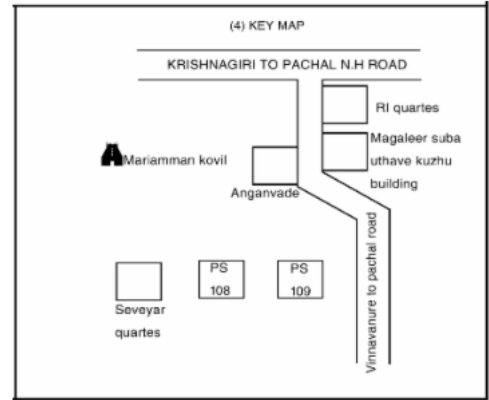 (4) KEY MAP
KRISHNAGIRI TO PACHAL N.H ROAD
RI quartes
Magaleer suba
uthave kuzhu
building
Mariamman kovil
Anganvade
Vinnavanure to pachal road
PS
108
PS
109
Seveyar
quartes